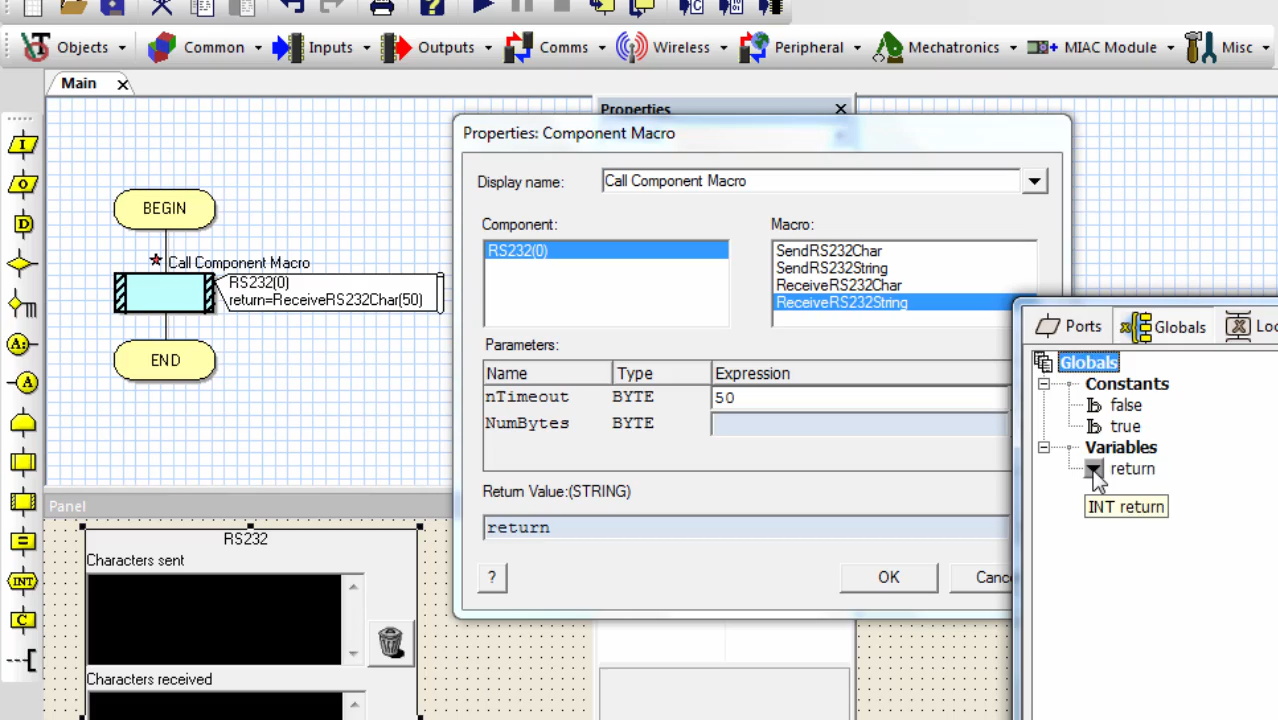 Objects Common Inputs Outputs Comms Wireless Peripheral Mechatronics MIAC Module Misc
Main
Properties
Properties: Component Macro
Display name: Call Component Macro
Component: Macro:
RS232(0)
SendRS232Char
SendRS232String
ReceiveRS232Char
ReceiveRS232String
Parameters:
Name Type Expression
nTimeout BYTE 50
NumBytes BYTE
Return Value:(STRING)
return
? OK Canc
BEGIN
Call Component Macro
RS232(0)
return=ReceiveRS232Char(50)
END
I
O
D
A:
A
=
INT
C
Ports Globals Loc
Globals
Constants
false
true
Variables
return
INT return
Panel
RS232
Characters sent
Characters received